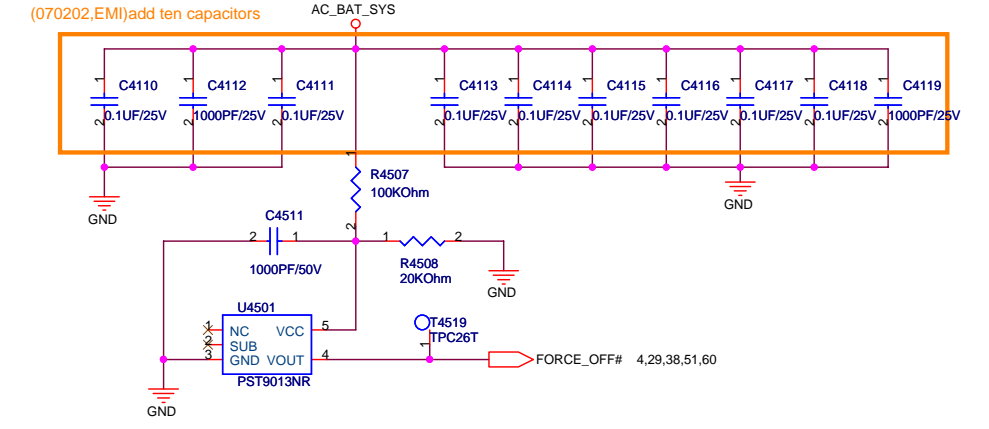 (070202,EMI)add ten capacitors
AC_BAT_SYS
1 C4110 1 C4112 1 C4111 1 C4113 1 C4114 1 C4115 1 C4116 1 C4117 1 C4118 1 C4119
2 0.1UF/25V 2 1000PF/25V 2 0.1UF/25V 2 0.1UF/25V 2 0.1UF/25V 2 0.1UF/25V 2 0.1UF/25V 2 0.1UF/25V 2 0.1UF/25V 2 1000PF/25V
1
R4507
100KOhm
2
GND
GND
C4511
2 1
1000PF/50V
1 2
R4508
20KOhm
GND
U4501
1 NC VCC 5
2 SUB
3 GND VOUT 4
PST9013NR
T4519
TPC26T
1
FORCE_OFF# 4,29,38,51,60
GND